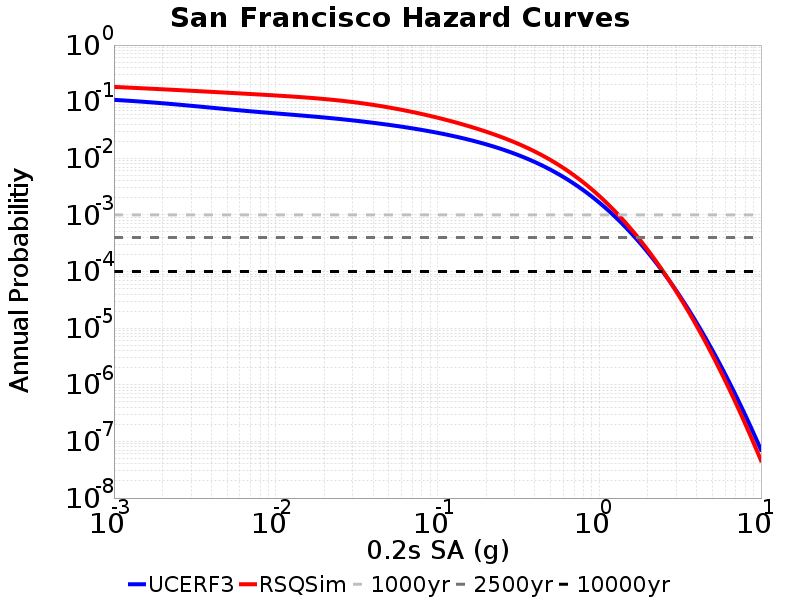 San Francisco Hazard Curves
10^0
10^-1
10^-2
10^-3
10^-4
10^-5
10^-6
10^-7
10^-8
Annual Probabilitiy
10^-3 10^-2 10^-1 10^0 10^1
0.2s SA (g)
UCERF3 RSQSim 1000yr 2500yr 10000yr